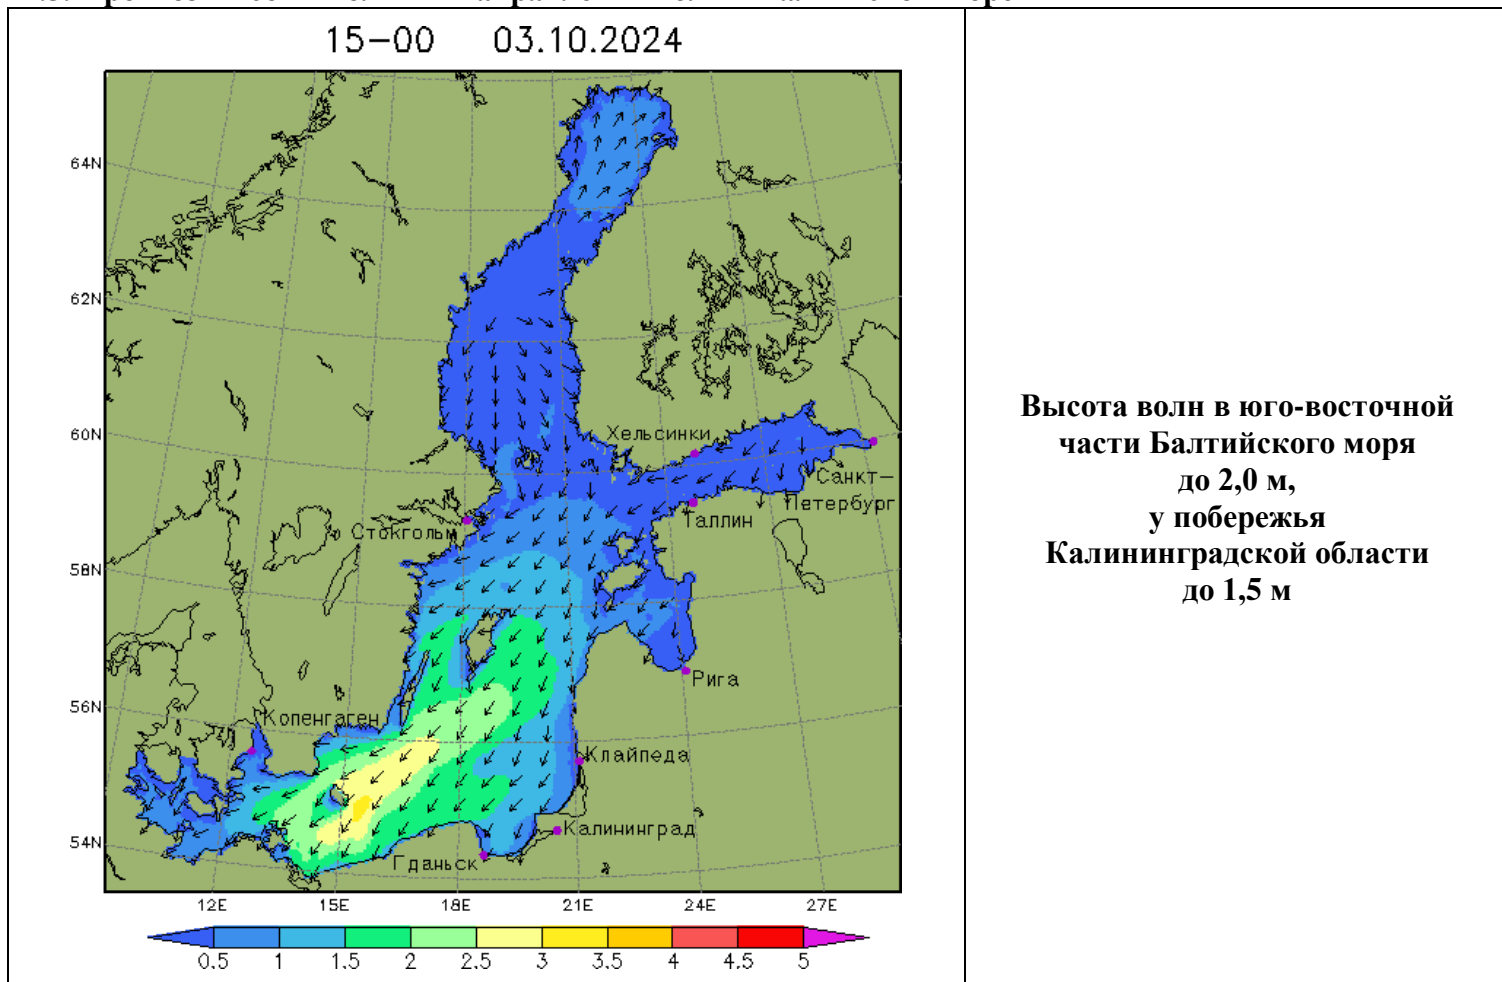 15-00 03.10.2024
64N
62N
60N
58N
56N
54N
Хельсинки
Санкт-
Петербург
Таллин
Стокгольм
Рига
Копенгаген
Клайпеда
Калининград
Гданьск
12E 15E 18E 21E 24E 27E
0.5 1 1.5 2 2.5 3 3.5 4 4.5 5
Высота волн в юго-восточной
части Балтийского моря
до 2,0 м,
у побережья
Калининградской области
до 1,5 м